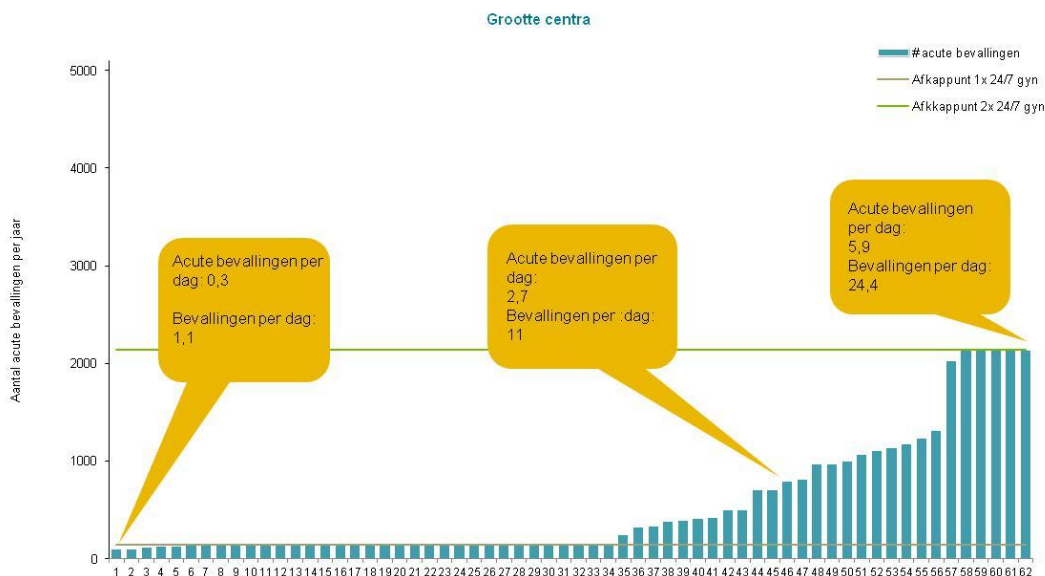 Grootte centra
# acute bevallingen
Afkappunt 1x 24/7 gyn
Afkkappunt 2x 24/7 gyn
Aantal acute bevallingen per jaar
5000
4000
3000
2000
1000
0
Acute bevallingen per
dag: 0,3
Bevallingen per dag:
1,1
Acute bevallingen per
dag:
2,7
Bevallingen per :dag:
11
Acute bevallingen
per dag:
5,9
Bevallingen per dag:
24,4
1 2 3 4 5 6 7 8 9 10 11 12 13 14 15 16 17 18 19 20 21 22 23 24 25 26 27 28 29 30 31 32 33 34 35 36 37 38 39 40 41 42 43 44 45 46 47 48 49 50 51 52 53 54 55 56 57 58 59 60 61 62